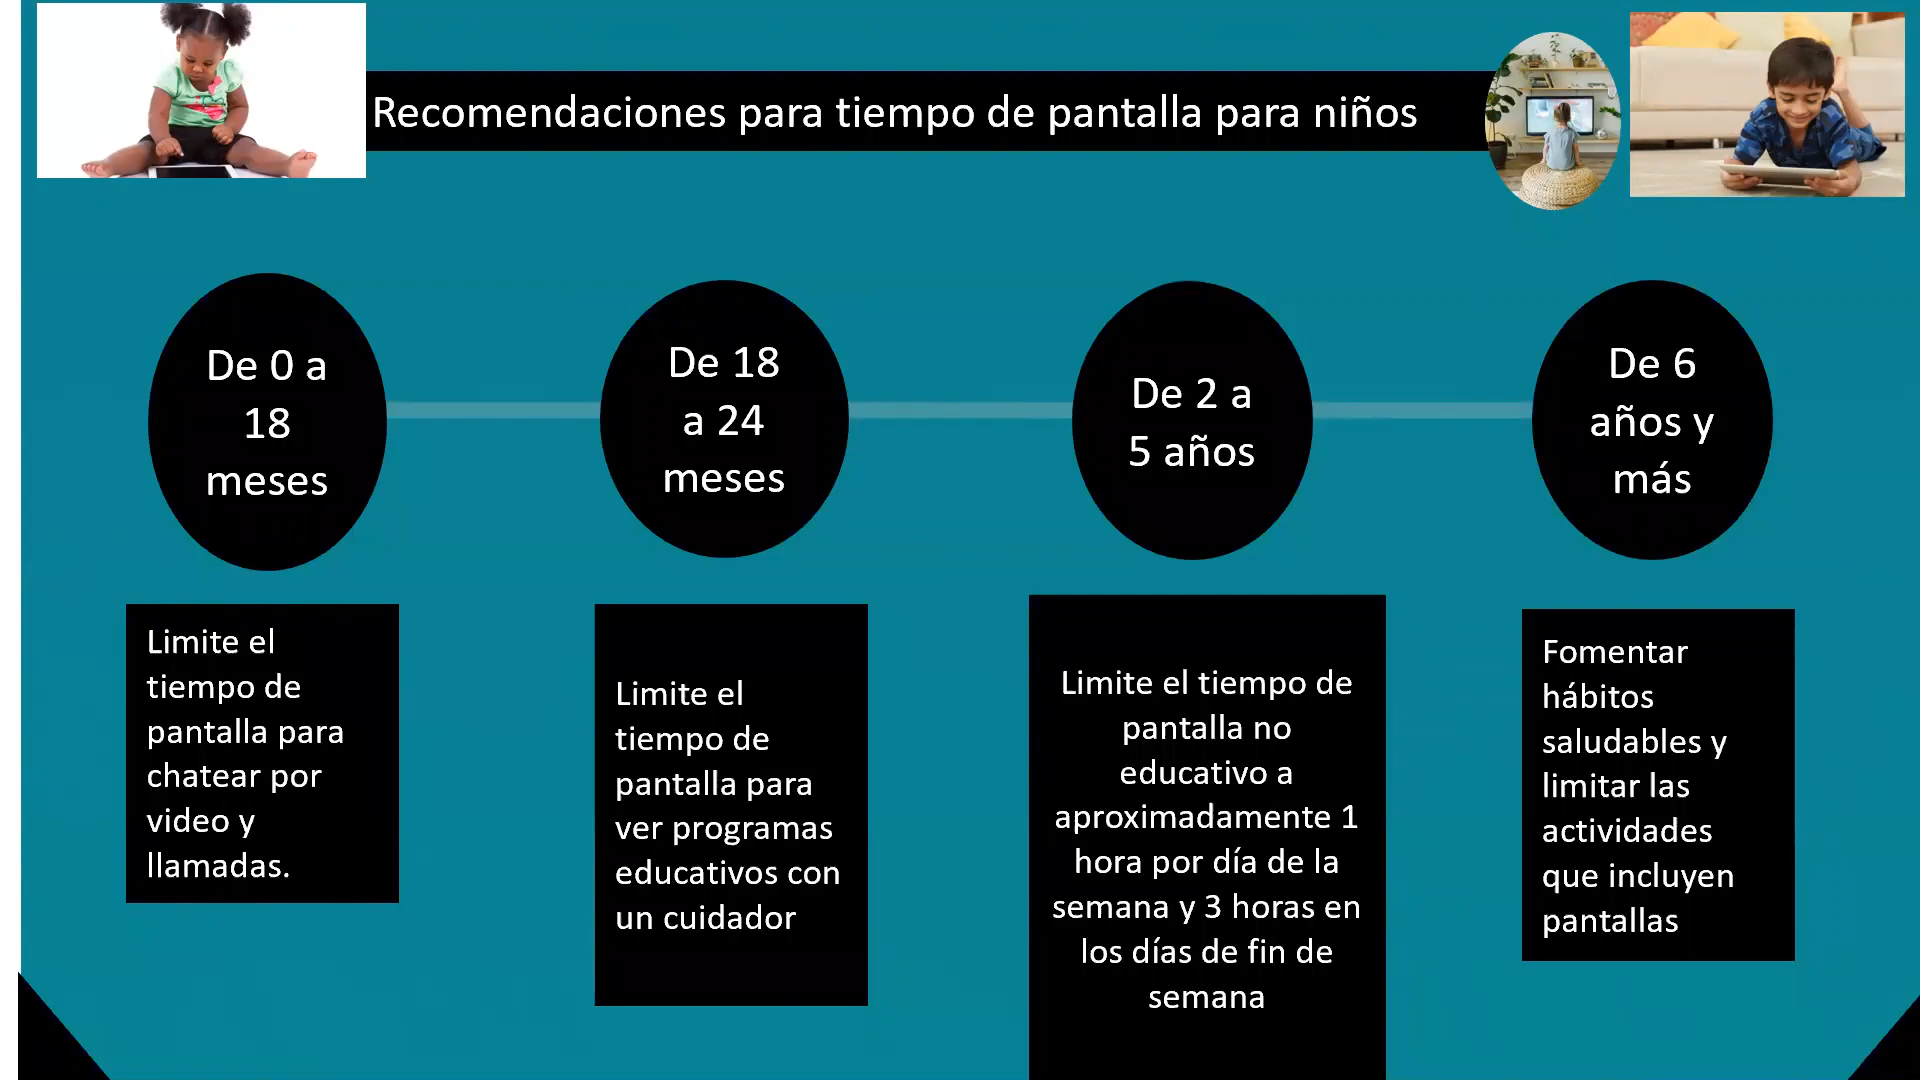 Recomendaciones para tiempo de pantalla para niños
De 0 a
18
meses
De 18
a 24
meses
De 2 a
5 años
De 6
años y
más
Limite el
tiempo de
pantalla para
chatear por
video y
llamadas.
Limite el
tiempo de
pantalla para
ver programas
educativos con
un cuidador
Limite el tiempo de
pantalla no
educativo a
aproximadamente 1
hora por día de la
semana y 3 horas en
los días de fin de
semana
Fomentar
hábitos
saludables y
limitar las
actividades
que incluyen
pantallas